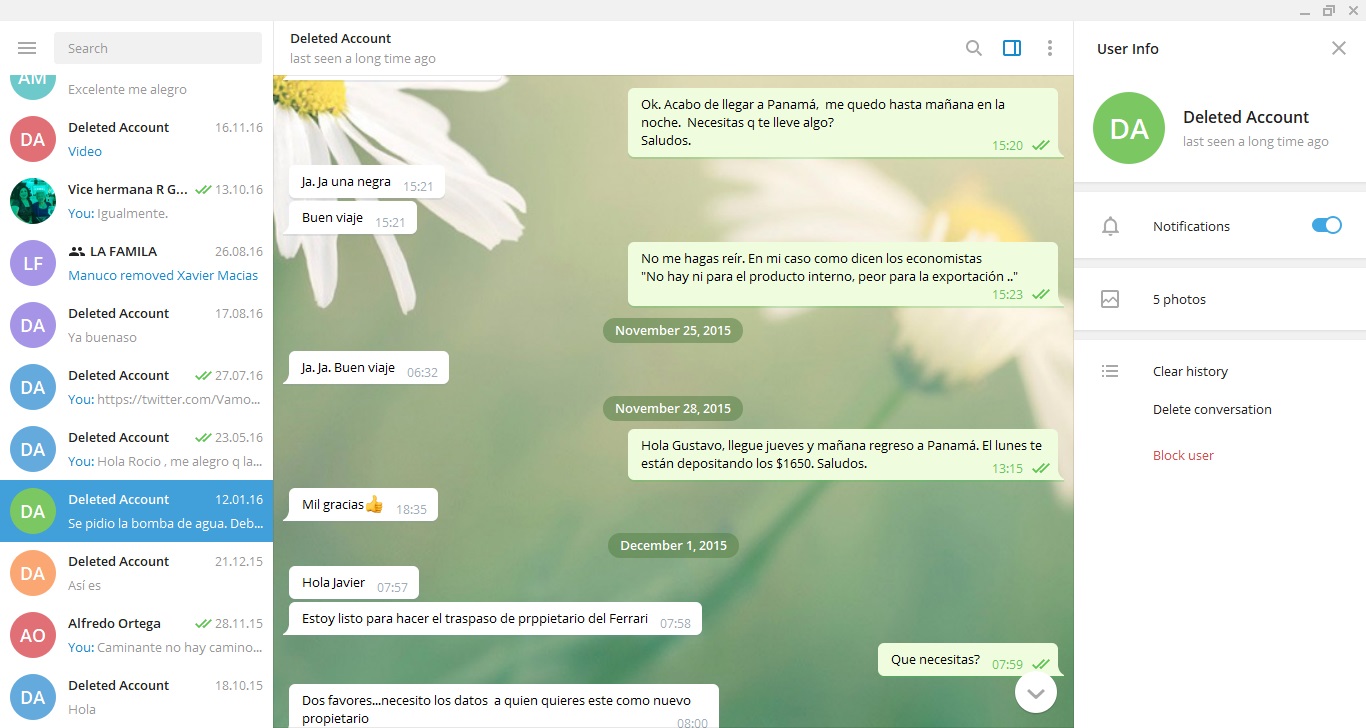 Search
AM
Excelente me alegro
DA
Deleted Account
16.11.16
Video
Vice hermana R G...
13.10.16
You: Igualmente.
LF
LA FAMILA
26.08.16
Manuco removed Xavier Macias
DA
Deleted Account
17.08.16
Ya buenaso
DA
Deleted Account
27.07.16
You: https://twitter.com/Vamo...
DA
Deleted Account
23.05.16
You: Hola Rocio , me alegro q la...
DA
Deleted Account
12.01.16
Se pidio la bomba de agua. Deb...
DA
Deleted Account
21.12.15
Así es
AO
Alfredo Ortega
28.11.15
You: Caminante no hay camino...
DA
Deleted Account
18.10.15
Hola
Deleted Account
last seen a long time ago
Ok. Acabo de llegar a Panamá, me quedo hasta mañana en la
noche. Necesitas q te lleve algo?
Saludos.
15:20
Ja. Ja una negra 15:21
Buen viaje 15:21
No me hagas reír. En mi caso como dicen los economistas
"No hay ni para el producto interno, peor para la exportación .."
15:23
November 25, 2015
Ja. Ja. Buen viaje 06:32
November 28, 2015
Hola Gustavo, llegue jueves y mañana regreso a Panamá. El lunes te
están depositando los $1650. Saludos.
13:15
Mil gracias👍 18:35
December 1, 2015
Hola Javier 07:57
Estoy listo para hacer el traspaso de prppietario del Ferrari 07:58
Que necesitas? 07:59
Dos favores...necesito los datos a quien quieres este como nuevo
propietario
08:00
User Info
DA
Deleted Account
last seen a long time ago
Notifications
5 photos
Clear history
Delete conversation
Block user